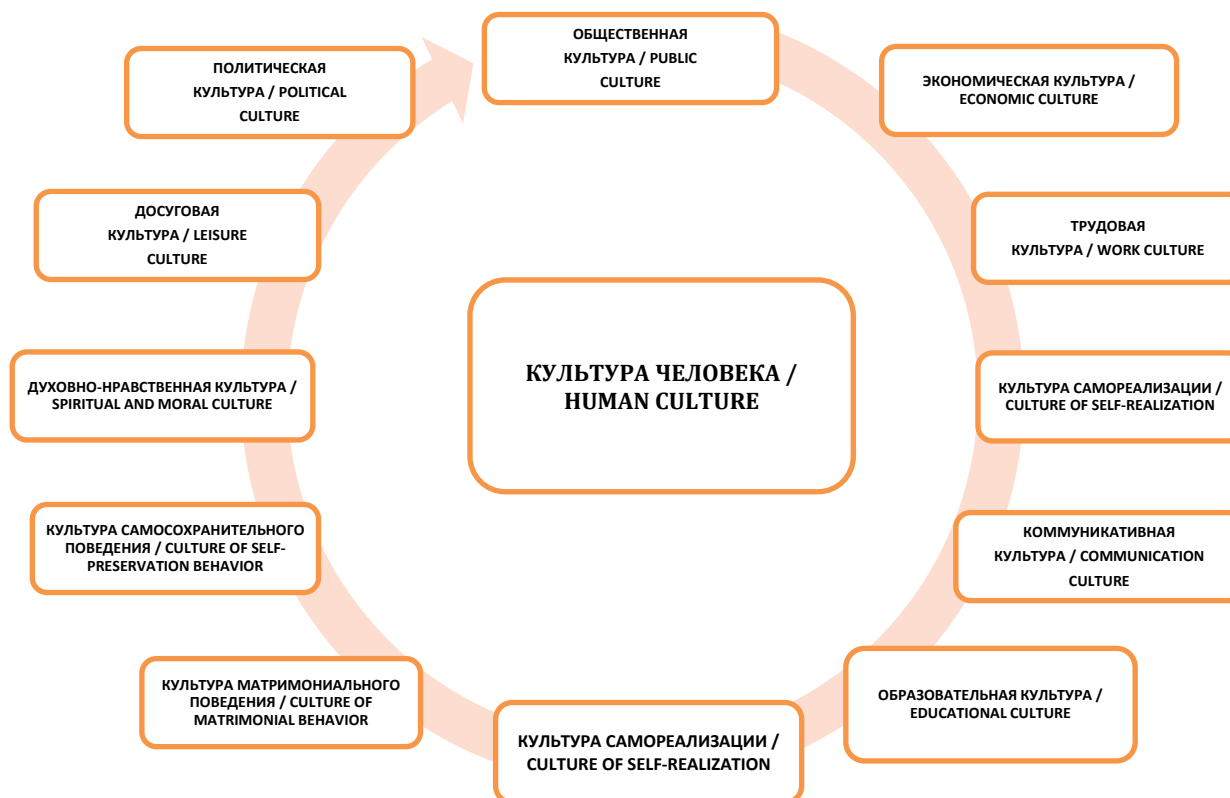 ОБЩЕСТВЕННАЯ
КУЛЬТУРА / PUBLIC
CULTURE
ЭКОНОМИЧЕСКАЯ КУЛЬТУРА /
ECONOMIC CULTURE
ТРУДОВАЯ
КУЛЬТУРА / WORK CULTURE
КУЛЬТУРА САМОРЕАЛИЗАЦИИ /
CULTURE OF SELF-REALIZATION
КОММУНИКАТИВНАЯ
КУЛЬТУРА / COMMUNICATION
CULTURE
ОБРАЗОВАТЕЛЬНАЯ КУЛЬТУРА /
EDUCATIONAL CULTURE
КУЛЬТУРА САМОРЕАЛИЗАЦИИ /
CULTURE OF SELF-REALIZATION
КУЛЬТУРА МАТРИМОНИАЛЬНОГО
ПОВЕДЕНИЯ / CULTURE OF
MATRIMONIAL BEHAVIOR
КУЛЬТУРА САМОСОХРАНИТЕЛЬНОГО
ПОВЕДЕНИЯ / CULTURE OF SELF-
PRESERVATION BEHAVIOR
ДУХОВНО-НРАВСТВЕННАЯ КУЛЬТУРА /
SPIRITUAL AND MORAL CULTURE
ДОСУГОВАЯ
КУЛЬТУРА / LEISURE
CULTURE
ПОЛИТИЧЕСКАЯ
КУЛЬТУРА / POLITICAL
CULTURE
КУЛЬТУРА ЧЕЛОВЕКА /
HUMAN CULTURE